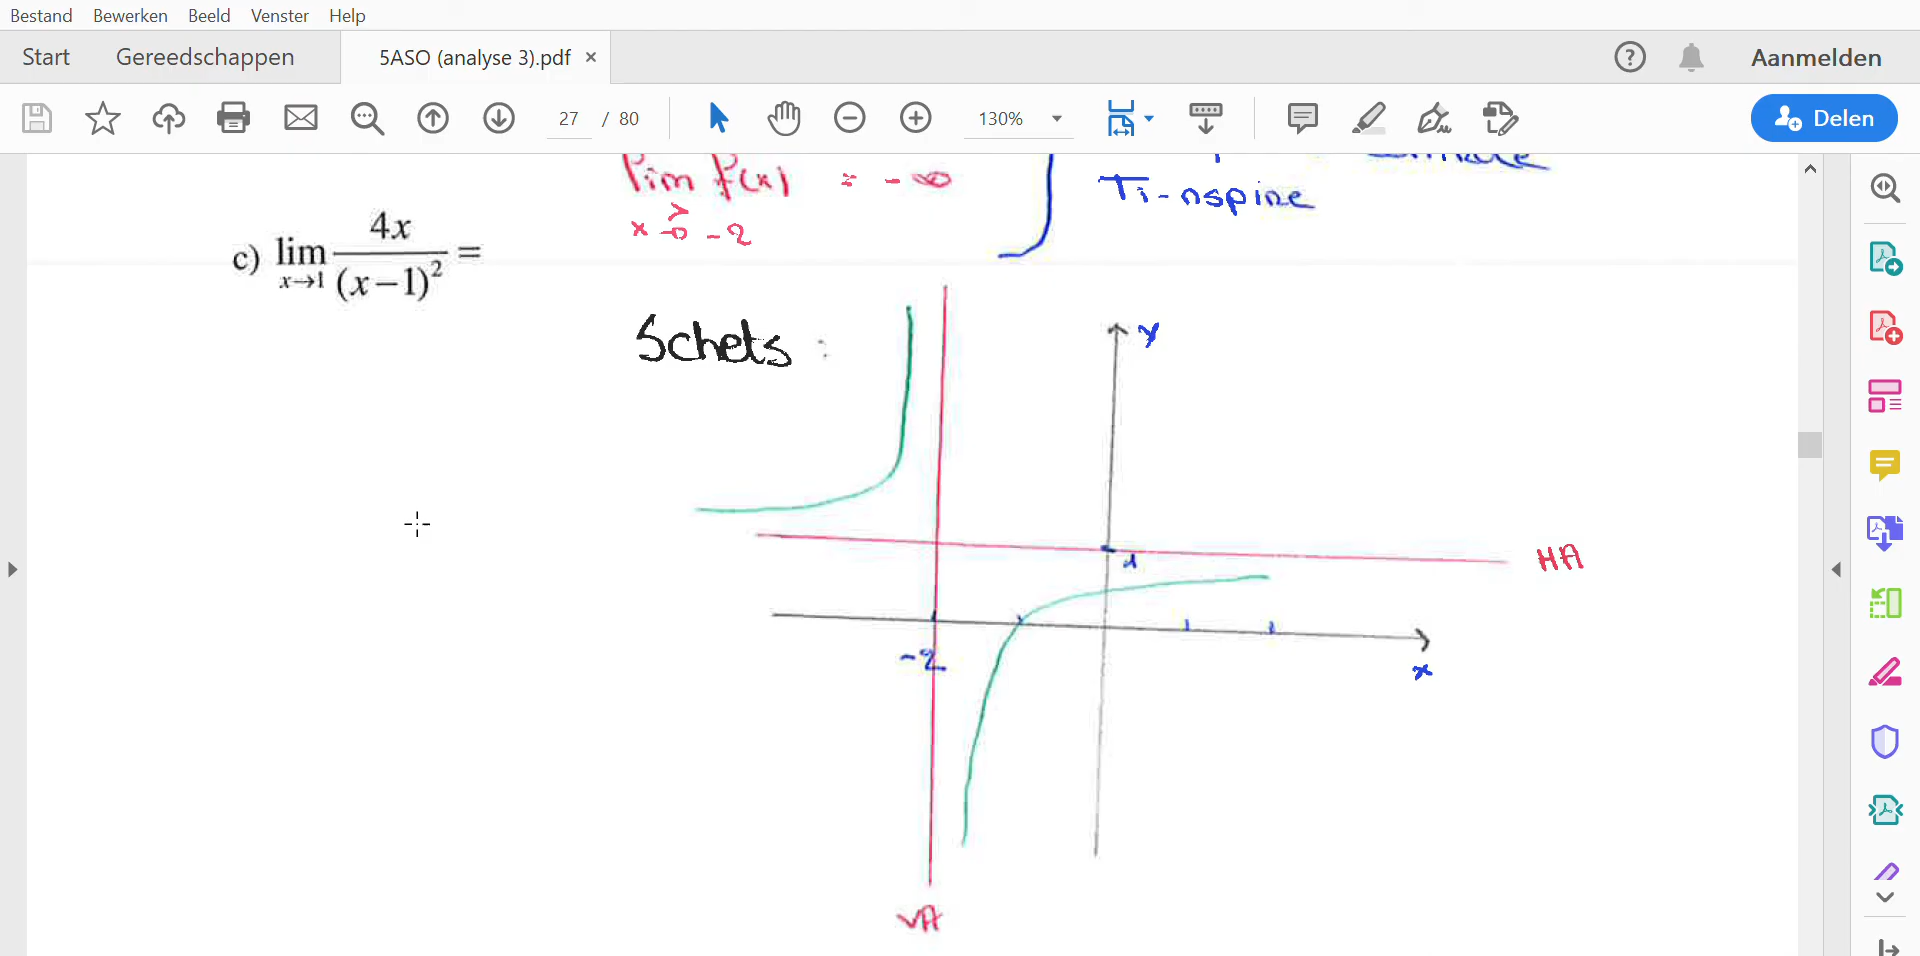 Bestand Bewerken Beeld Venster Help
Start Gereedschappen 5ASO (analyse 3).pdf × Aanmelden
27 / 80 130% Delen
lim f(x) = -∞
x → -2
>
Ti-nspire
c) lim 4x / (x−1)² =
x→1
Schets :
y
HA
1
-2
x
VA